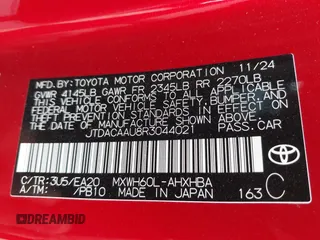 MFD. BY:TOYOTA MOTOR CORPORATION 11/24
GVWR 4145LB GAWR FR 2345LB RR 2270LB
THIS VEHICLE CONFORMS TO ALL APPLICABLE
FEDERAL MOTOR VEHICLE SAFETY, BUMPER, AND
THEFT PREVENTION STANDARDS IN EFFECT ON
THE DATE OF MANUFACTURE SHOWN ABOVE.
JTDACAAU8R3044021 PASS. CAR
C/TR:3U5/EA20 MXWH60L-AHXHBA
A/TM: /PB10 MADE IN JAPAN 163C
TOYOTA
DREAMBID